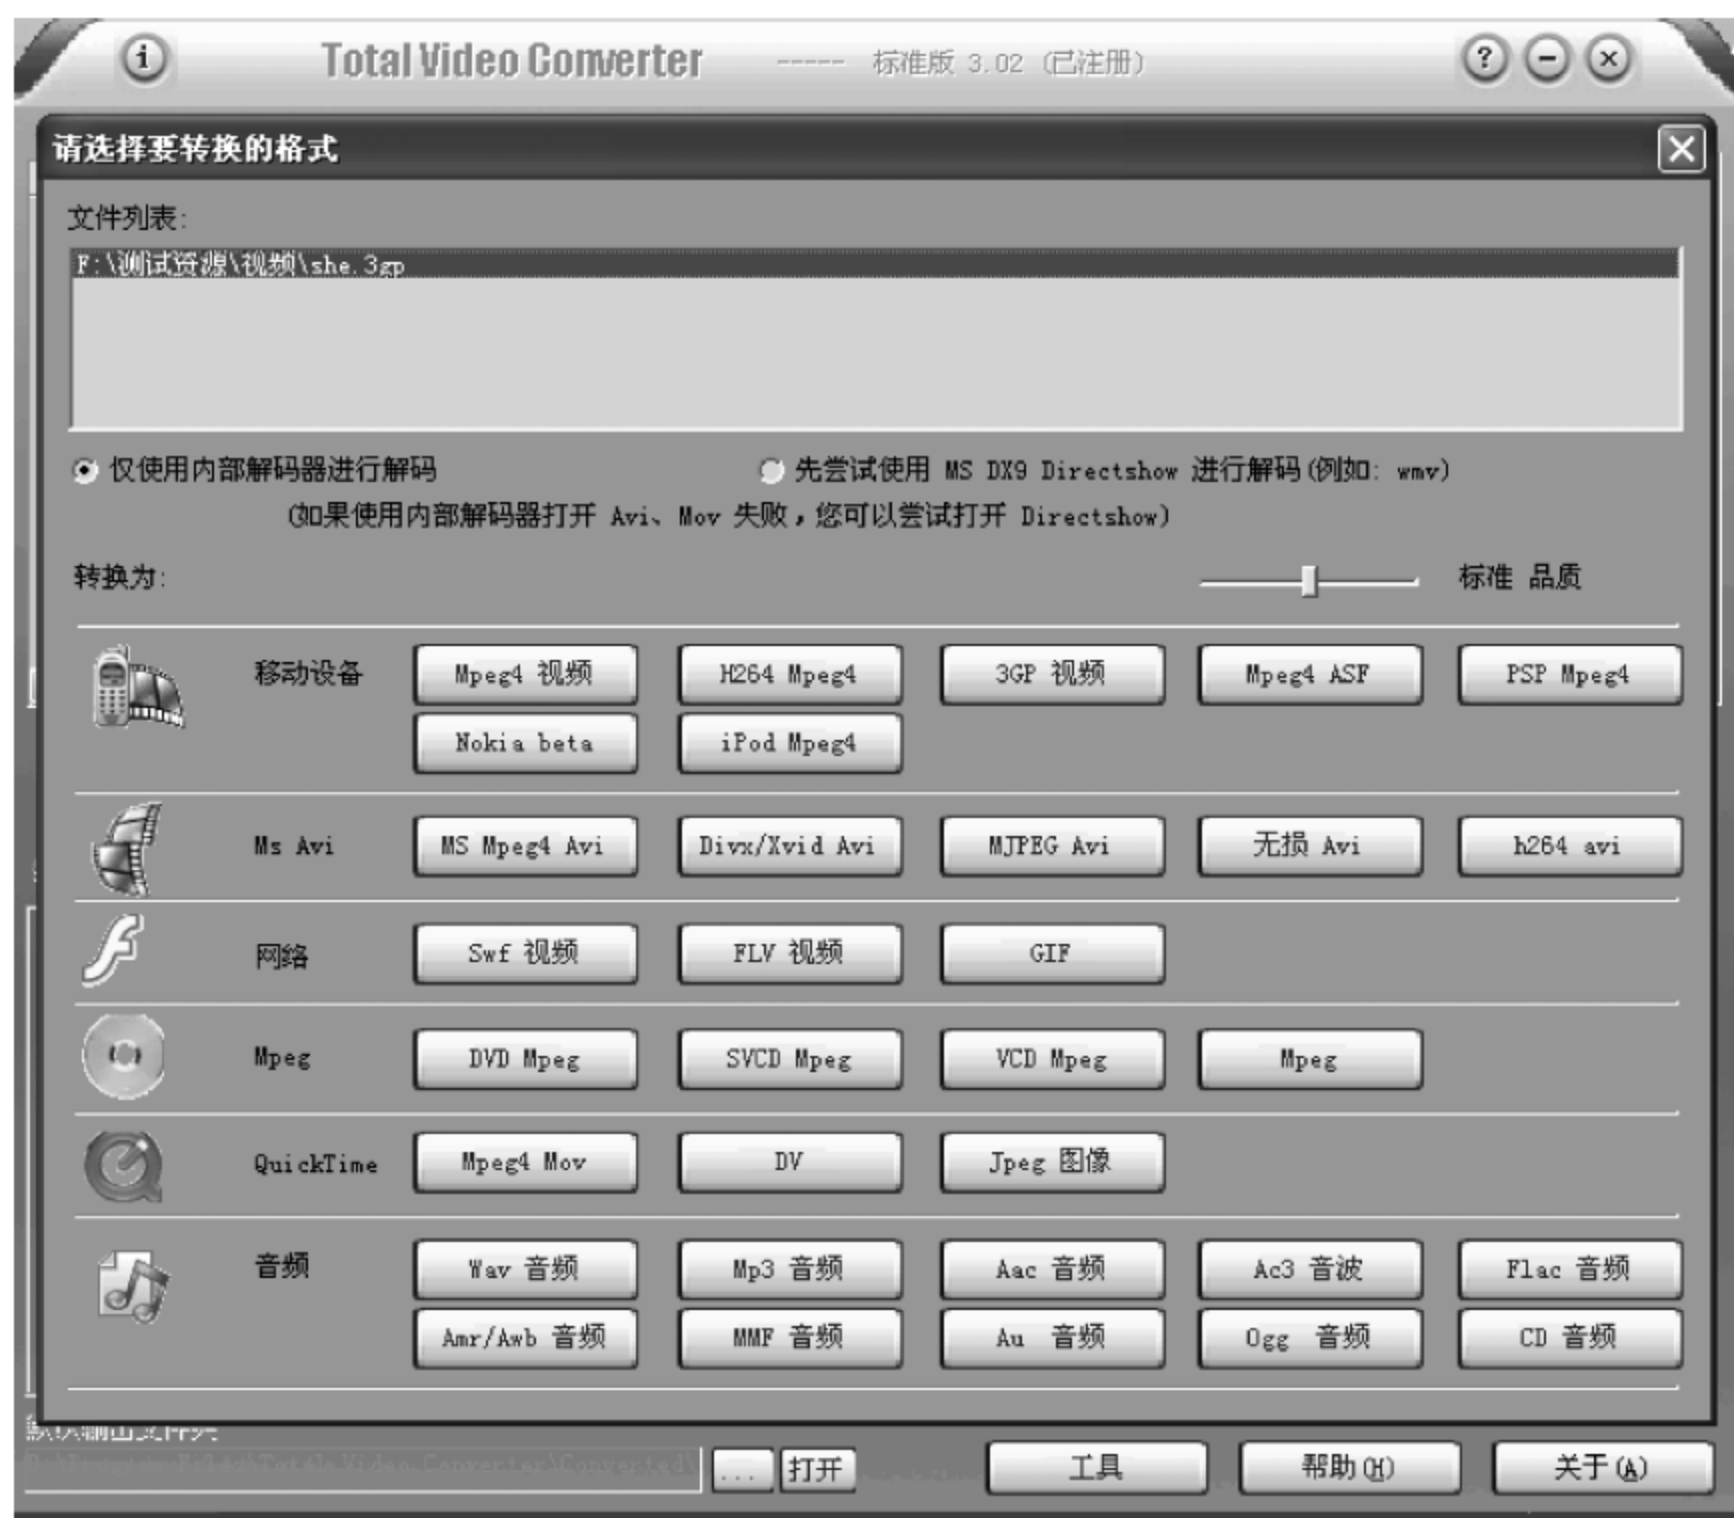 Total Video Converter ----- 标准版 3.02 (已注册)
请选择要转换的格式
文件列表:
F:\测试资源\视频\she.3gp
仅使用内部解码器进行解码 先尝试使用 MS DX9 Directshow 进行解码(例如: wmv)
(如果使用内部解码器打开 Avi、Mov 失败,您可以尝试打开 Directshow)
转换为: 标准 品质
移动设备 Mpeg4 视频 H264 Mpeg4 3GP 视频 Mpeg4 ASF PSP Mpeg4
Nokia beta iPod Mpeg4
Ms Avi MS Mpeg4 Avi Divx/Xvid Avi MJPEG Avi 无损 Avi h264 avi
网络 Swf 视频 FLV 视频 GIF
Mpeg DVD Mpeg SVCD Mpeg VCD Mpeg Mpeg
QuickTime Mpeg4 Mov DV Jpeg 图像
音频 Wav 音频 Mp3 音频 Aac 音频 Ac3 音波 Flac 音频
Amr/Awb 音频 MMF 音频 Au 音频 Ogg 音频 CD 音频
... 打开 工具 帮助(H) 关于(A)